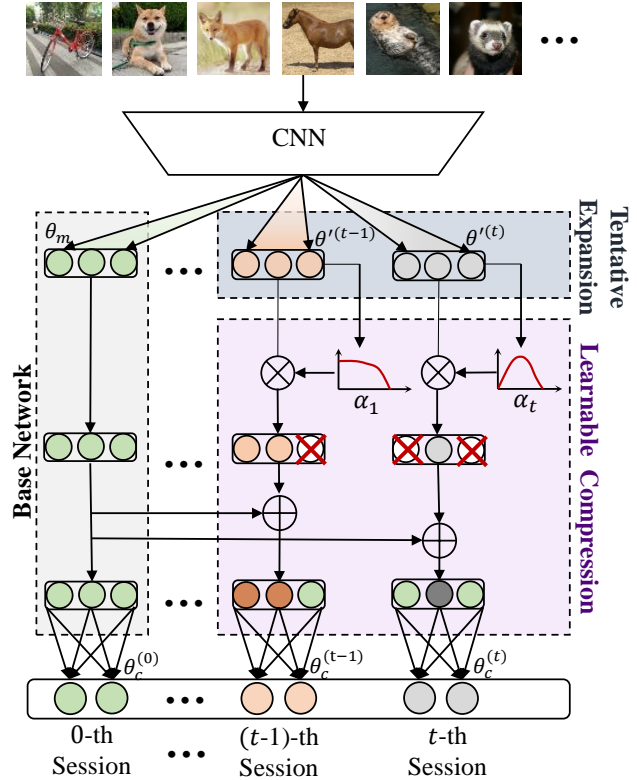 CNN
θ_m
θ′^(t−1)
θ′^(t)
Tentative
Expansion
α_1
α_t
Base Network
Learnable Compression
θ_c^(0)
θ_c^(t−1)
θ_c^(t)
0-th
Session
(t-1)-th
Session
t-th
Session